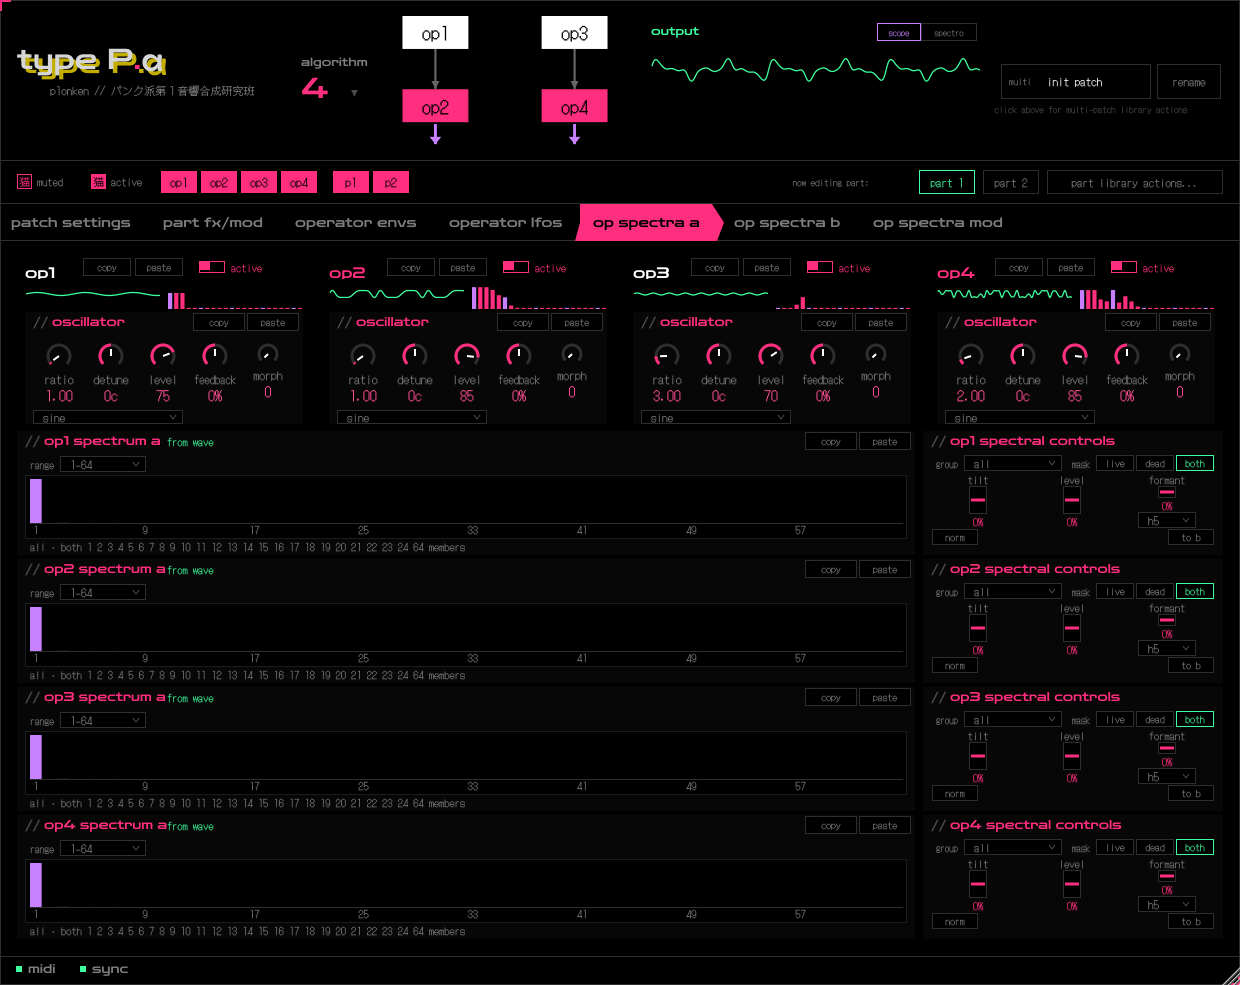 type P.a
plonken // パンク派第1音響合成研究班
algorithm
4
op1 op3
op2 op4
output
scope spectro
multi init patch rename
click above for multi-patch library actions
猫 muted 猫 active op1 op2 op3 op4 p1 p2
now editing part: part 1 part 2 part library actions...
patch settings part fx/mod operator envs operator lfos op spectra a op spectra b op spectra mod
op1 copy paste active
op2 copy paste active
op3 copy paste active
op4 copy paste active
// oscillator copy paste
ratio detune level feedback morph
1.00 0c 75 0% 0
sine
// oscillator copy paste
ratio detune level feedback morph
1.00 0c 85 0% 0
sine
// oscillator copy paste
ratio detune level feedback morph
3.00 0c 70 0% 0
sine
// oscillator copy paste
ratio detune level feedback morph
2.00 0c 85 0% 0
sine
// op1 spectrum a from wave copy paste
range 1-64
1 9 17 25 33 41 49 57
all · both 1 2 3 4 5 6 7 8 9 10 11 12 13 14 15 16 17 18 19 20 21 22 23 24 64 members
// op1 spectral controls
group all mask live dead both
tilt level formant
0% 0% 0%
h5
norm to b
// op2 spectrum a from wave copy paste
range 1-64
1 9 17 25 33 41 49 57
all · both 1 2 3 4 5 6 7 8 9 10 11 12 13 14 15 16 17 18 19 20 21 22 23 24 64 members
// op2 spectral controls
group all mask live dead both
tilt level formant
0% 0% 0%
h5
norm to b
// op3 spectrum a from wave copy paste
range 1-64
1 9 17 25 33 41 49 57
all · both 1 2 3 4 5 6 7 8 9 10 11 12 13 14 15 16 17 18 19 20 21 22 23 24 64 members
// op3 spectral controls
group all mask live dead both
tilt level formant
0% 0% 0%
h5
norm to b
// op4 spectrum a from wave copy paste
range 1-64
1 9 17 25 33 41 49 57
all · both 1 2 3 4 5 6 7 8 9 10 11 12 13 14 15 16 17 18 19 20 21 22 23 24 64 members
// op4 spectral controls
group all mask live dead both
tilt level formant
0% 0% 0%
h5
norm to b
midi sync